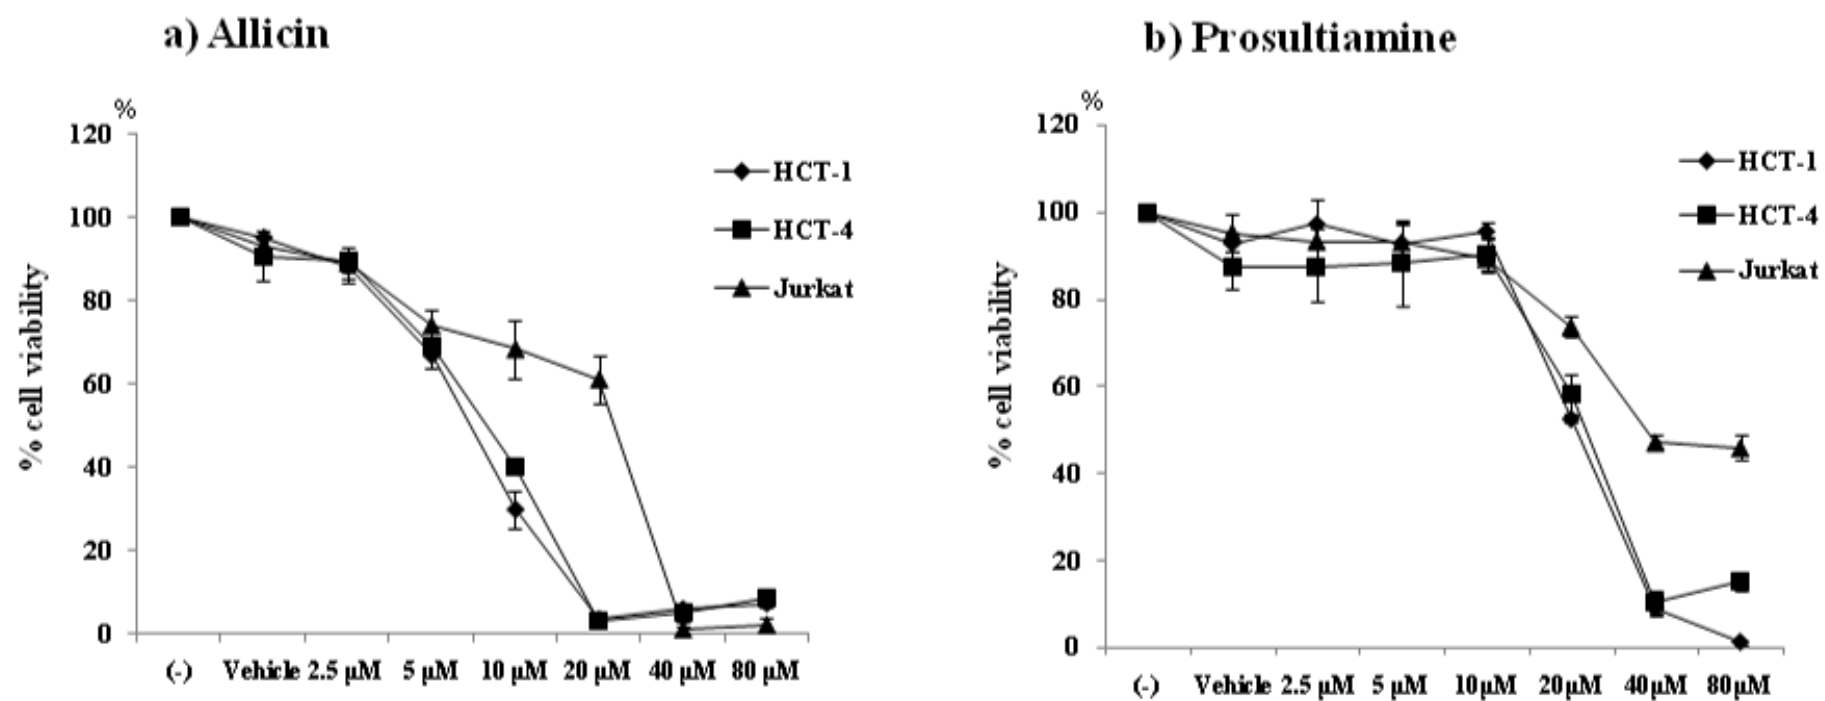 a) Allicin
%
120
100
80
60
40
20
0
% cell viability
HCT-1
HCT-4
Jurkat
(-) Vehicle 2.5 μM 5 μM 10 μM 20 μM 40 μM 80 μM
b) Prosultiamine
%
120
100
80
60
40
20
0
% cell viability
HCT-1
HCT-4
Jurkat
(-) Vehicle 2.5 μM 5 μM 10μM 20μM 40μM 80μM